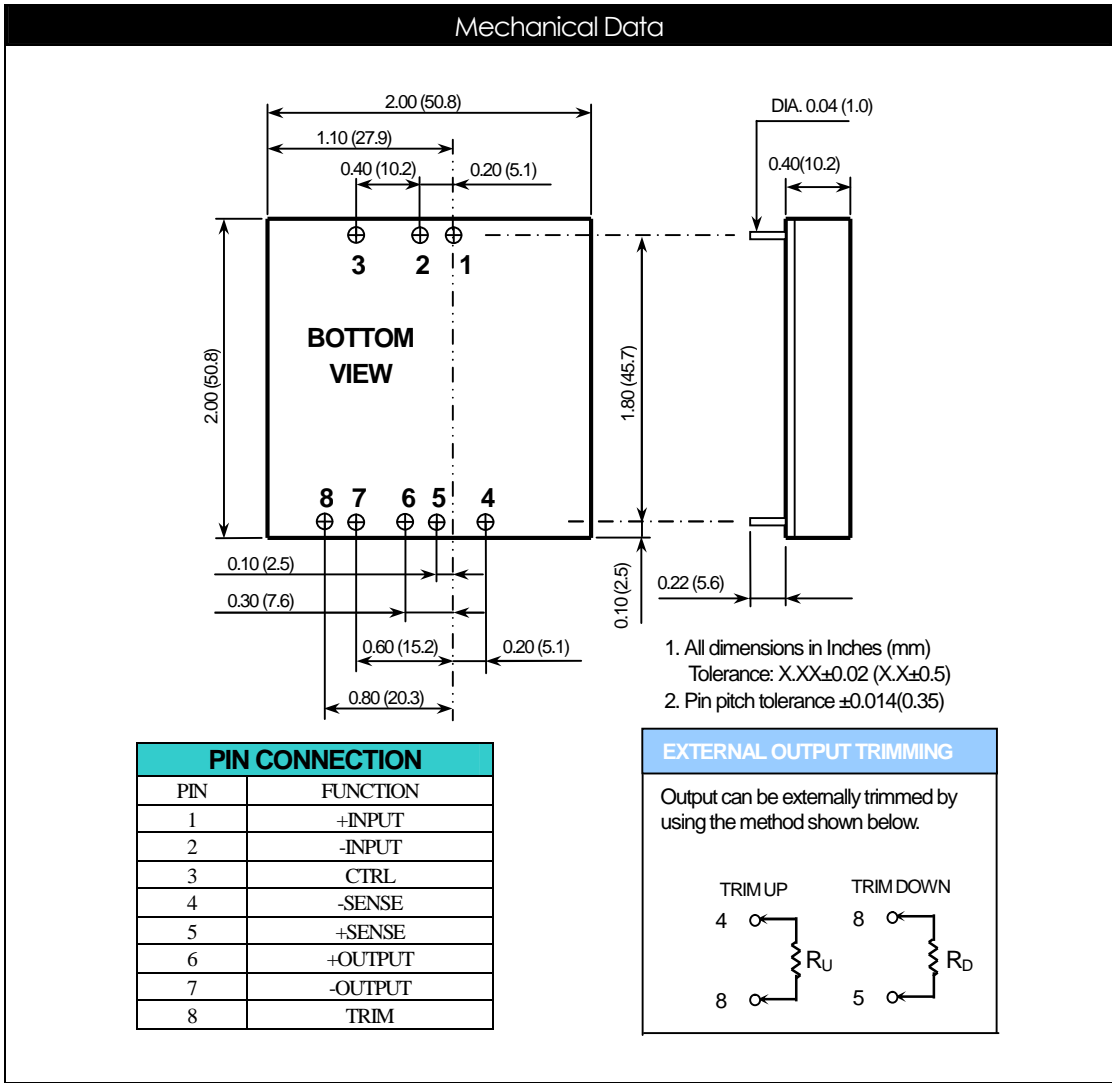 Mechanical Data
2.00 (50.8)
1.10 (27.9)
0.40 (10.2)
0.20 (5.1)
DIA. 0.04 (1.0)
0.40(10.2)
3 2 1
BOTTOM
VIEW
2.00 (50.8)
1.80 (45.7)
8 7 6 5 4
0.10 (2.5)
0.30 (7.6)
0.60 (15.2)
0.20 (5.1)
0.80 (20.3)
0.10 (2.5)
0.22 (5.6)
1. All dimensions in Inches (mm)
Tolerance: X.XX±0.02 (X.X±0.5)
2. Pin pitch tolerance ±0.014(0.35)
PIN CONNECTION
PIN FUNCTION
1 +INPUT
2 -INPUT
3 CTRL
4 -SENSE
5 +SENSE
6 +OUTPUT
7 -OUTPUT
8 TRIM
EXTERNAL OUTPUT TRIMMING
Output can be externally trimmed by
using the method shown below.
TRIM UP TRIM DOWN
4 8
RU RD
8 5